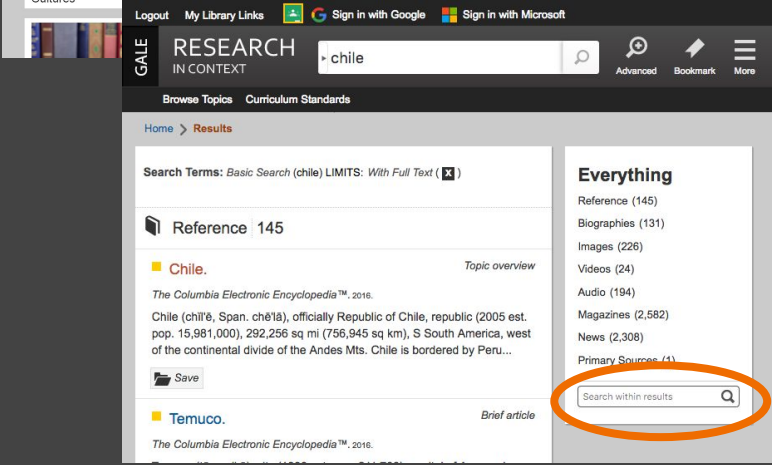 Cultures
Logout My Library Links Sign in with Google Sign in with Microsoft
GALE RESEARCH
IN CONTEXT
chile
Advanced Bookmark More
Browse Topics Curriculum Standards
Home Results
Search Terms: Basic Search (chile) LIMITS: With Full Text ( X )
Reference 145
Chile. Topic overview
The Columbia Electronic Encyclopedia™. 2016.
Chile (chĭl'ē, Span. chē'lā), officially Republic of Chile, republic (2005 est.
pop. 15,981,000), 292,256 sq mi (756,945 sq km), S South America, west
of the continental divide of the Andes Mts. Chile is bordered by Peru...
Save
Temuco. Brief article
The Columbia Electronic Encyclopedia™. 2016.
Everything
Reference (145)
Biographies (131)
Images (226)
Videos (24)
Audio (194)
Magazines (2,582)
News (2,308)
Primary Sources (1)
Search within results